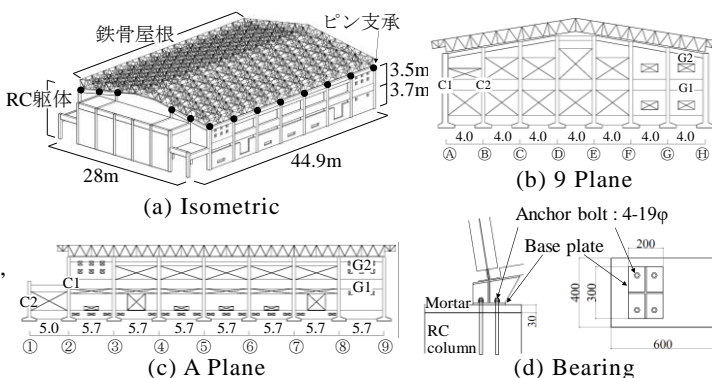 鉄骨屋根
ピン支承
3.5m
3.7m
RC躯体
28m
44.9m
(a) Isometric
G2
G1
C1
C2
4.0 4.0 4.0 4.0 4.0 4.0 4.0
Ⓐ Ⓑ Ⓒ Ⓓ Ⓔ Ⓕ Ⓖ Ⓗ
(b) 9 Plane
,
C1
G2
G1
C2
5.0 5.7 5.7 5.7 5.7 5.7 5.7 5.7
① ② ③ ④ ⑤ ⑥ ⑦ ⑧ ⑨
(c) A Plane
Anchor bolt : 4-19φ
Base plate
200
Mortar
30
RC
column
400
300
600
(d) Bearing